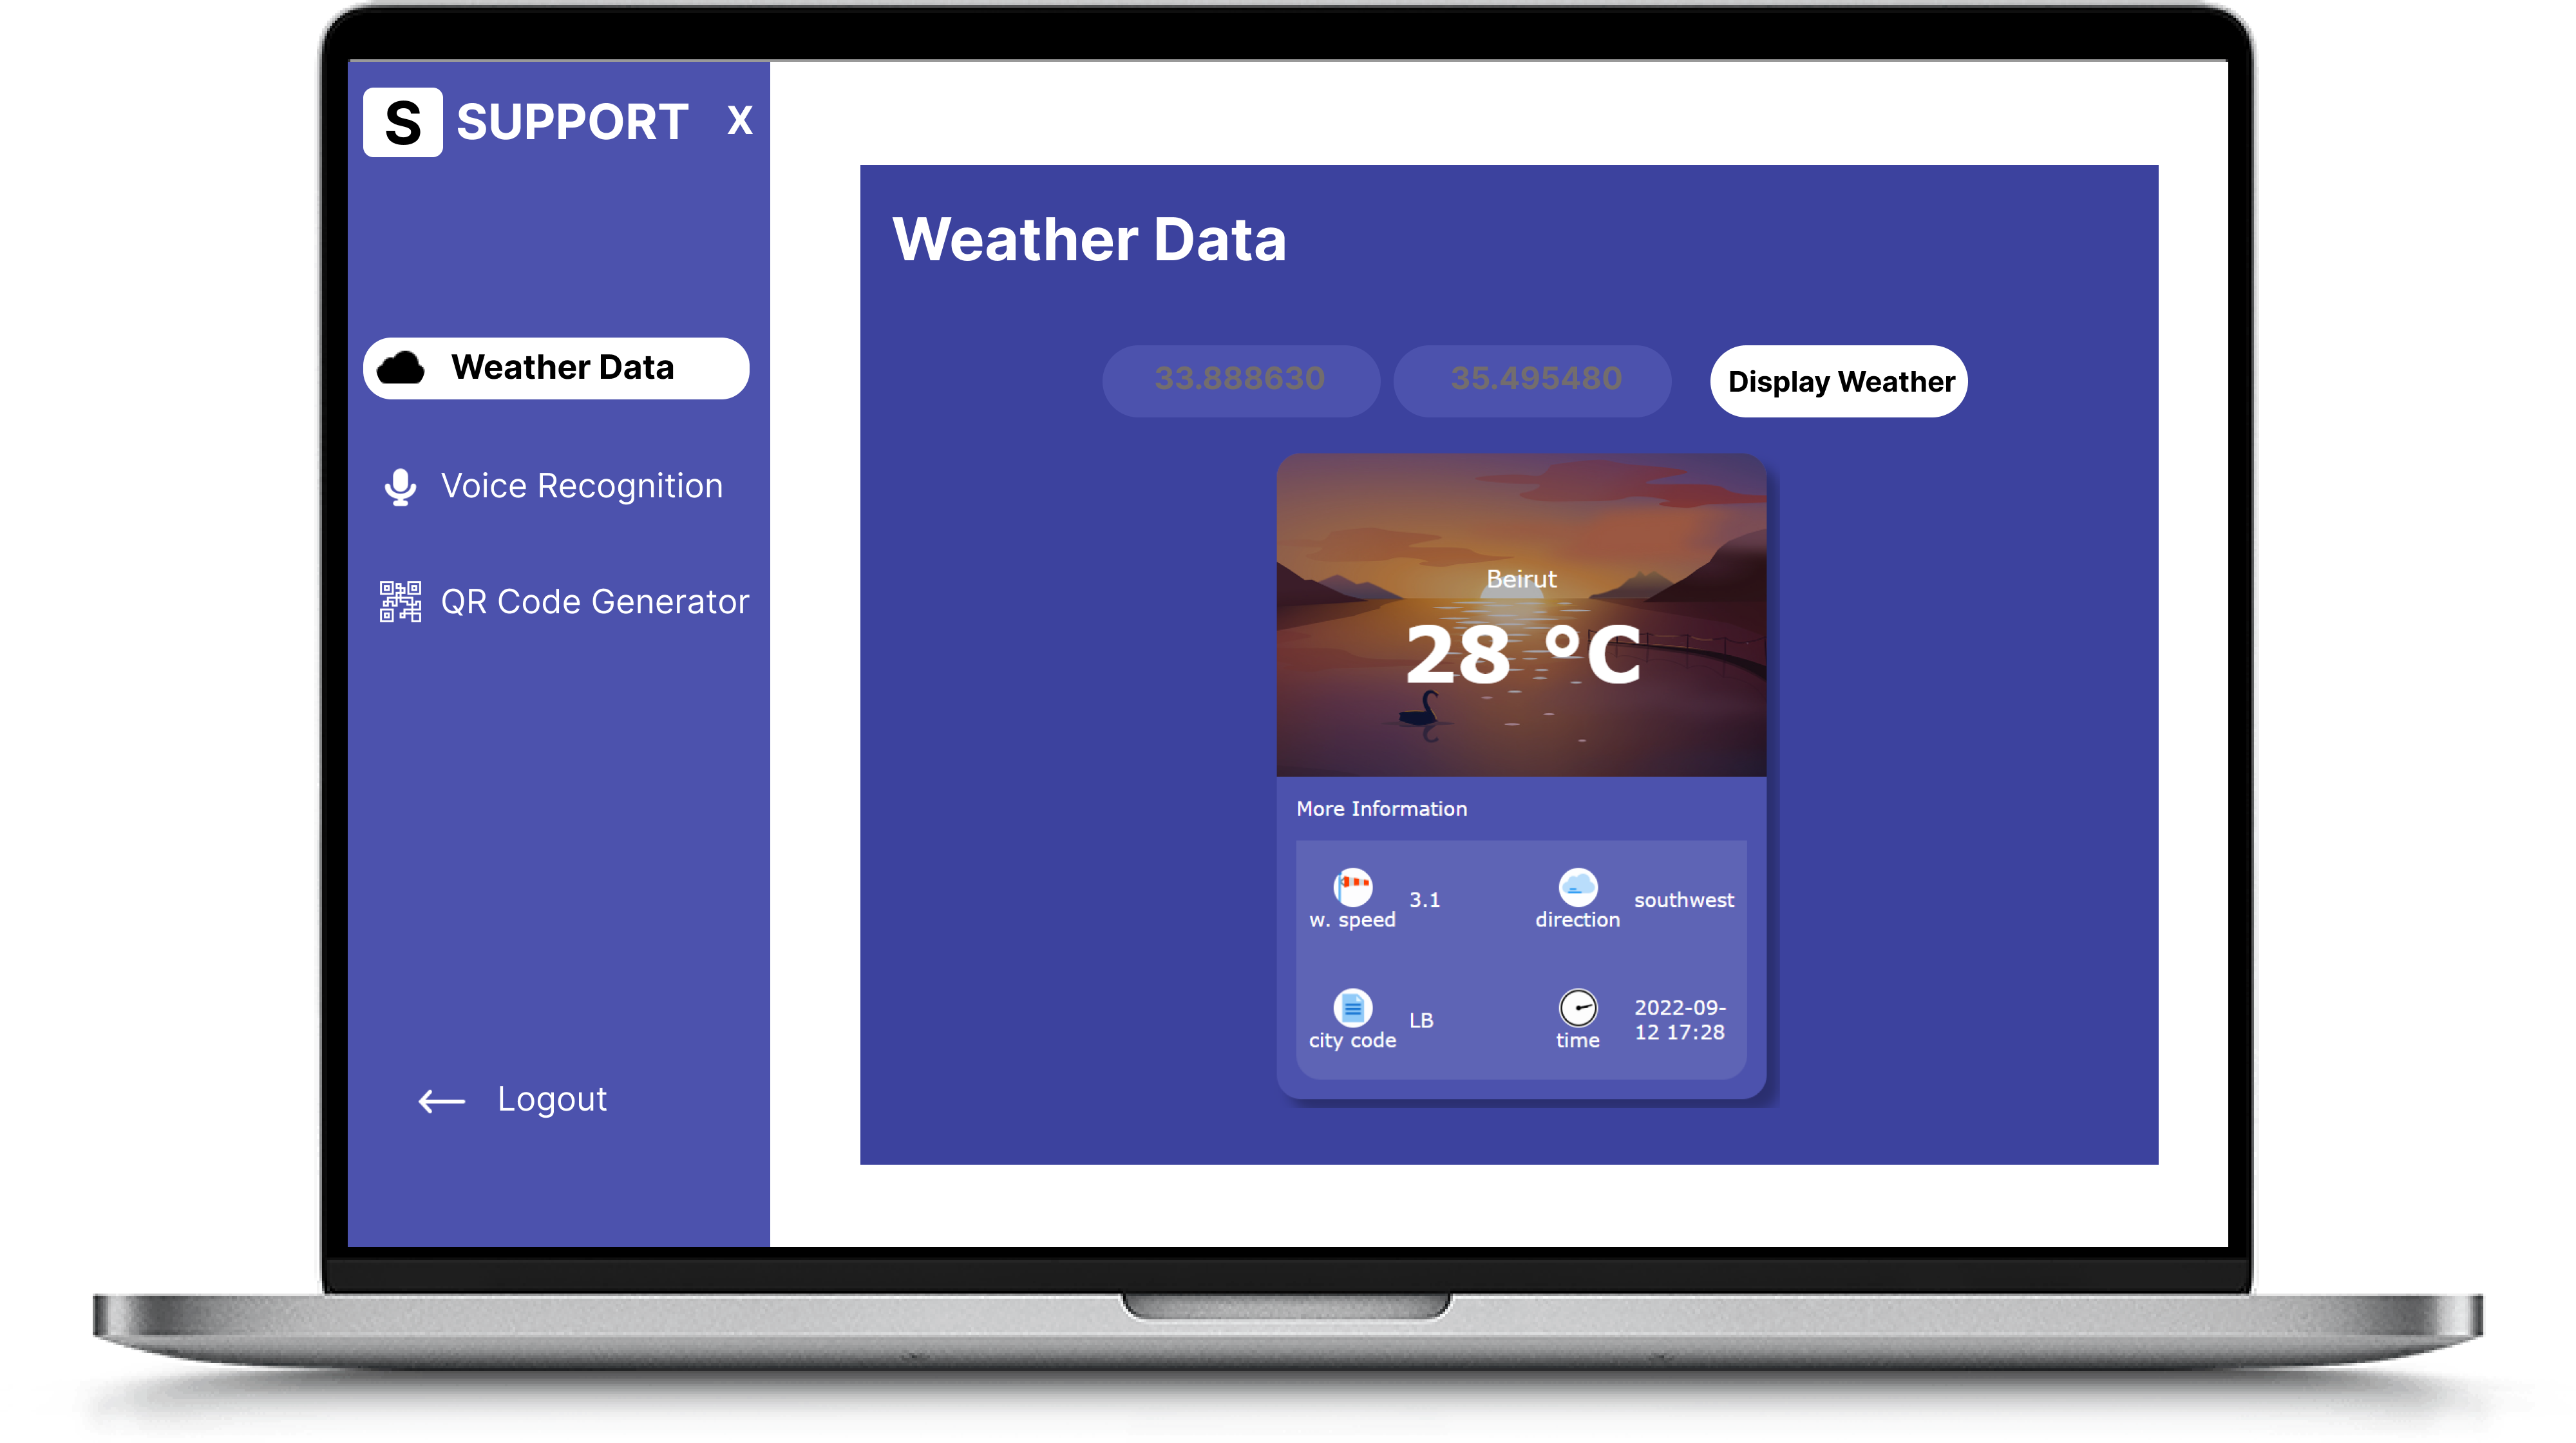 S SUPPORT X
Weather Data
Voice Recognition
QR Code Generator
Logout
Weather Data
33.888630 35.495480 Display Weather
Beirut
28 °C
More Information
w. speed 3.1 direction southwest
city code LB time 2022-09-
12 17:28